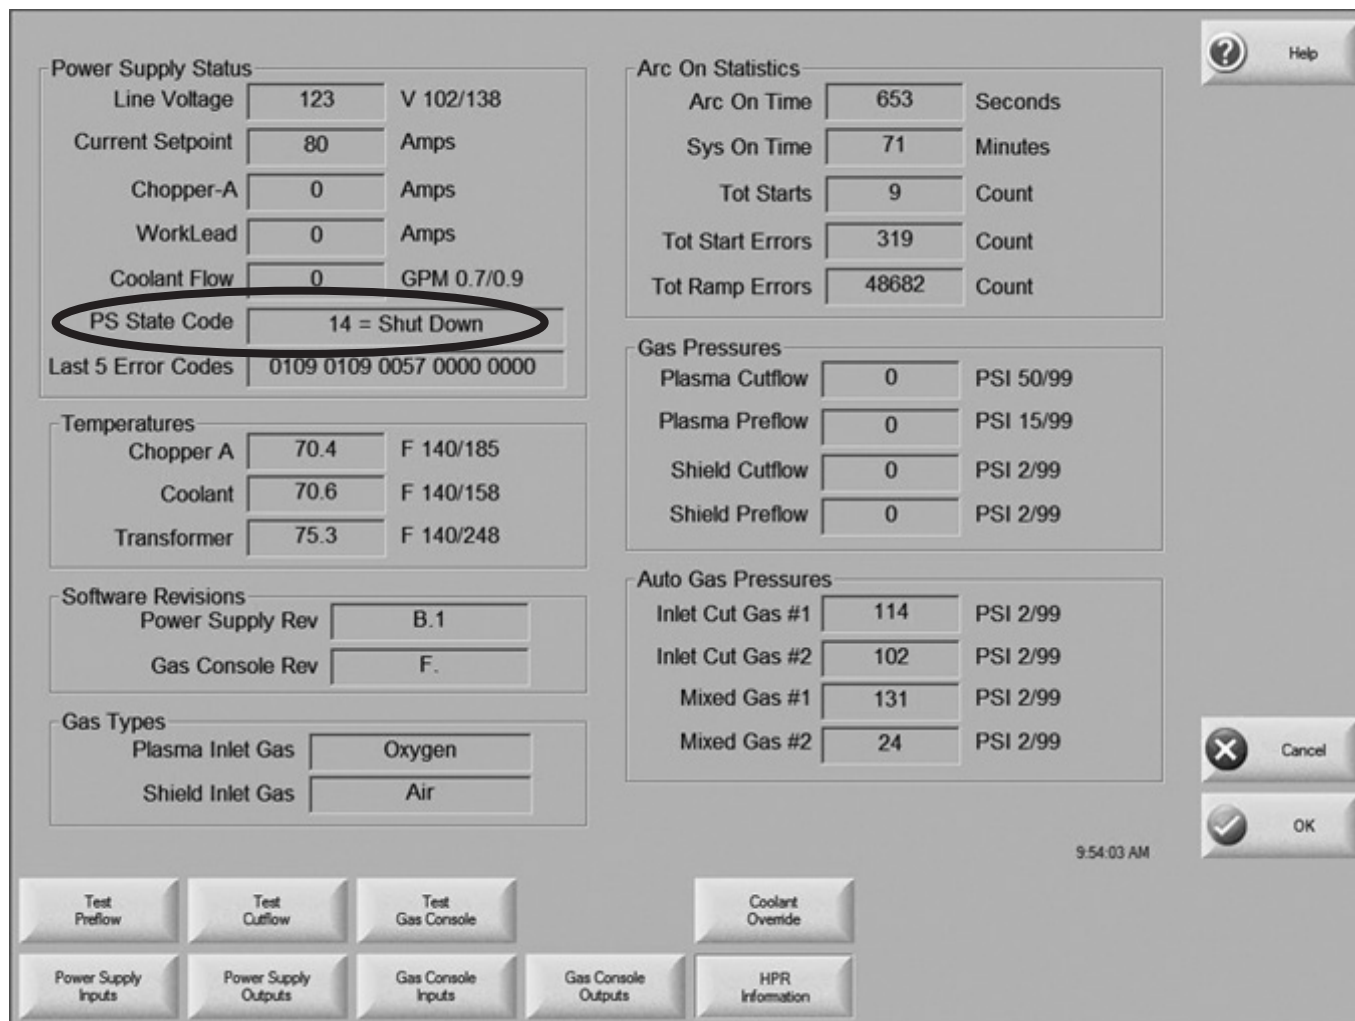 Power Supply Status
Line Voltage 123 V 102/138
Current Setpoint 80 Amps
Chopper-A 0 Amps
WorkLead 0 Amps
Coolant Flow 0 GPM 0.7/0.9
PS State Code 14 = Shut Down
Last 5 Error Codes 0109 0109 0057 0000 0000
Temperatures
Chopper A 70.4 F 140/185
Coolant 70.6 F 140/158
Transformer 75.3 F 140/248
Software Revisions
Power Supply Rev B.1
Gas Console Rev F.
Gas Types
Plasma Inlet Gas Oxygen
Shield Inlet Gas Air
Arc On Statistics
Arc On Time 653 Seconds
Sys On Time 71 Minutes
Tot Starts 9 Count
Tot Start Errors 319 Count
Tot Ramp Errors 48682 Count
Gas Pressures
Plasma Cutflow 0 PSI 50/99
Plasma Preflow 0 PSI 15/99
Shield Cutflow 0 PSI 2/99
Shield Preflow 0 PSI 2/99
Auto Gas Pressures
Inlet Cut Gas #1 114 PSI 2/99
Inlet Cut Gas #2 102 PSI 2/99
Mixed Gas #1 131 PSI 2/99
Mixed Gas #2 24 PSI 2/99
Help
Cancel
OK
9:54:03 AM
Test
Preflow
Test
Cutflow
Test
Gas Console
Coolant
Override
Power Supply
Inputs
Power Supply
Outputs
Gas Console
Inputs
Gas Console
Outputs
HPR
Information